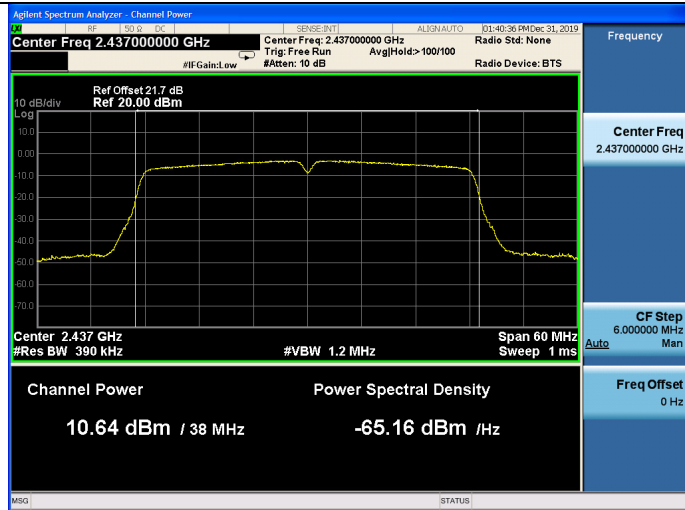 Agilent Spectrum Analyzer - Channel Power
LXI RF 50 Ω DC SENSE:INT ALIGNAUTO 01:40:36 PM Dec 31, 2019
Center Freq 2.437000000 GHz
Center Freq: 2.437000000 GHz Radio Std: None
Trig: Free Run Avg|Hold:> 100/100
#IFGain:Low #Atten: 10 dB Radio Device: BTS
Frequency
Ref Offset 21.7 dB
10 dB/div Ref 20.00 dBm
Log
10.0
0.00
-10.0
-20.0
-30.0
-40.0
-50.0
-60.0
-70.0
Center 2.437 GHz Span 60 MHz
#Res BW 390 kHz #VBW 1.2 MHz Sweep 1 ms
Channel Power Power Spectral Density
10.64 dBm / 38 MHz -65.16 dBm /Hz
Center Freq
2.437000000 GHz
CF Step
6.000000 MHz
Auto Man
Freq Offset
0 Hz
MSG STATUS